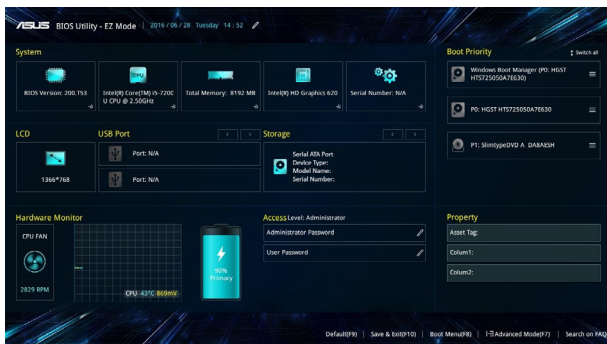 ASUS BIOS Utility - EZ Mode 2016 / 06 / 28 Tuesday 14 : 52
System
BIOS Version: 200.T53
CPU
Intel(R) Core(TM) i5-7200
U CPU @ 2.50GHz
Total Memory: 8192 MB
Intel(R) HD Graphics 620
Serial Number: N/A
Boot Priority
Switch all
Windows Boot Manager (P0: HGST
HTS725050A7E630)
P0: HGST HTS725050A7E630
P1: SlimtypeDVD A DA8AESH
LCD
1366*768
USB Port
Port: N/A
Port: N/A
Storage
Serial ATA Port
Device Type:
Model Name:
Serial Number:
Hardware Monitor
CPU FAN
2829 RPM
CPU 43°C 869mV
90%
Primary
Access Level: Administrator
Administrator Password
User Password
Property
Asset Tag:
Colum1:
Colum2:
Default(F9) | Save & Exit(F10) | Boot Menu(F8) | Advanced Mode(F7) | Search on FAQ